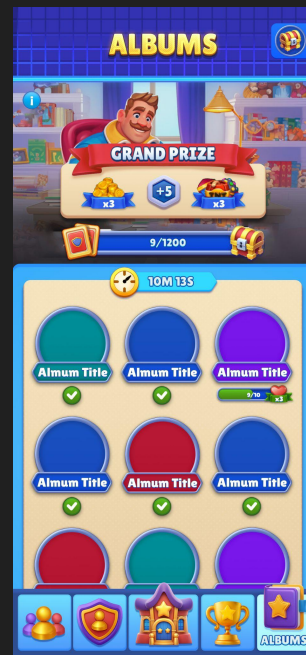 ALBUMS
i
GRAND PRIZE
x3
+5
TNT
x3
9/1200
10M 13S
Almum Title
Almum Title
Almum Title
9/10
x3
Almum Title
Almum Title
Almum Title
ALBUMS